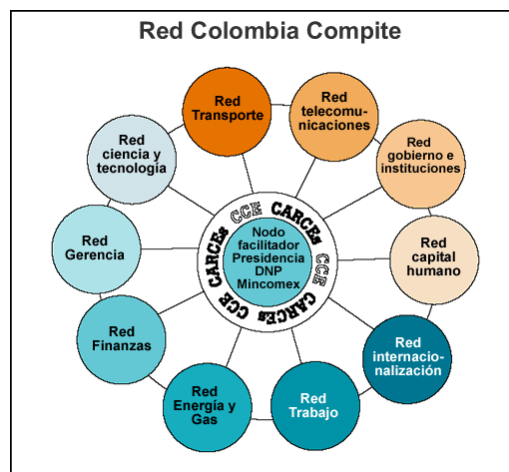 Red Colombia Compite
Red
Transporte
Red
telecomu-
nicaciones
Red
gobierno e
instituciones
Red
capital
humano
Red
internacio-
nalización
Red
Trabajo
Red
Energía y
Gas
Red
Finanzas
Red
Gerencia
Red
ciencia y
tecnología
CARCEs CCE CARCEs CCE CARCEs CCE
Nodo
facilitador
Presidencia
DNP
Mincomex